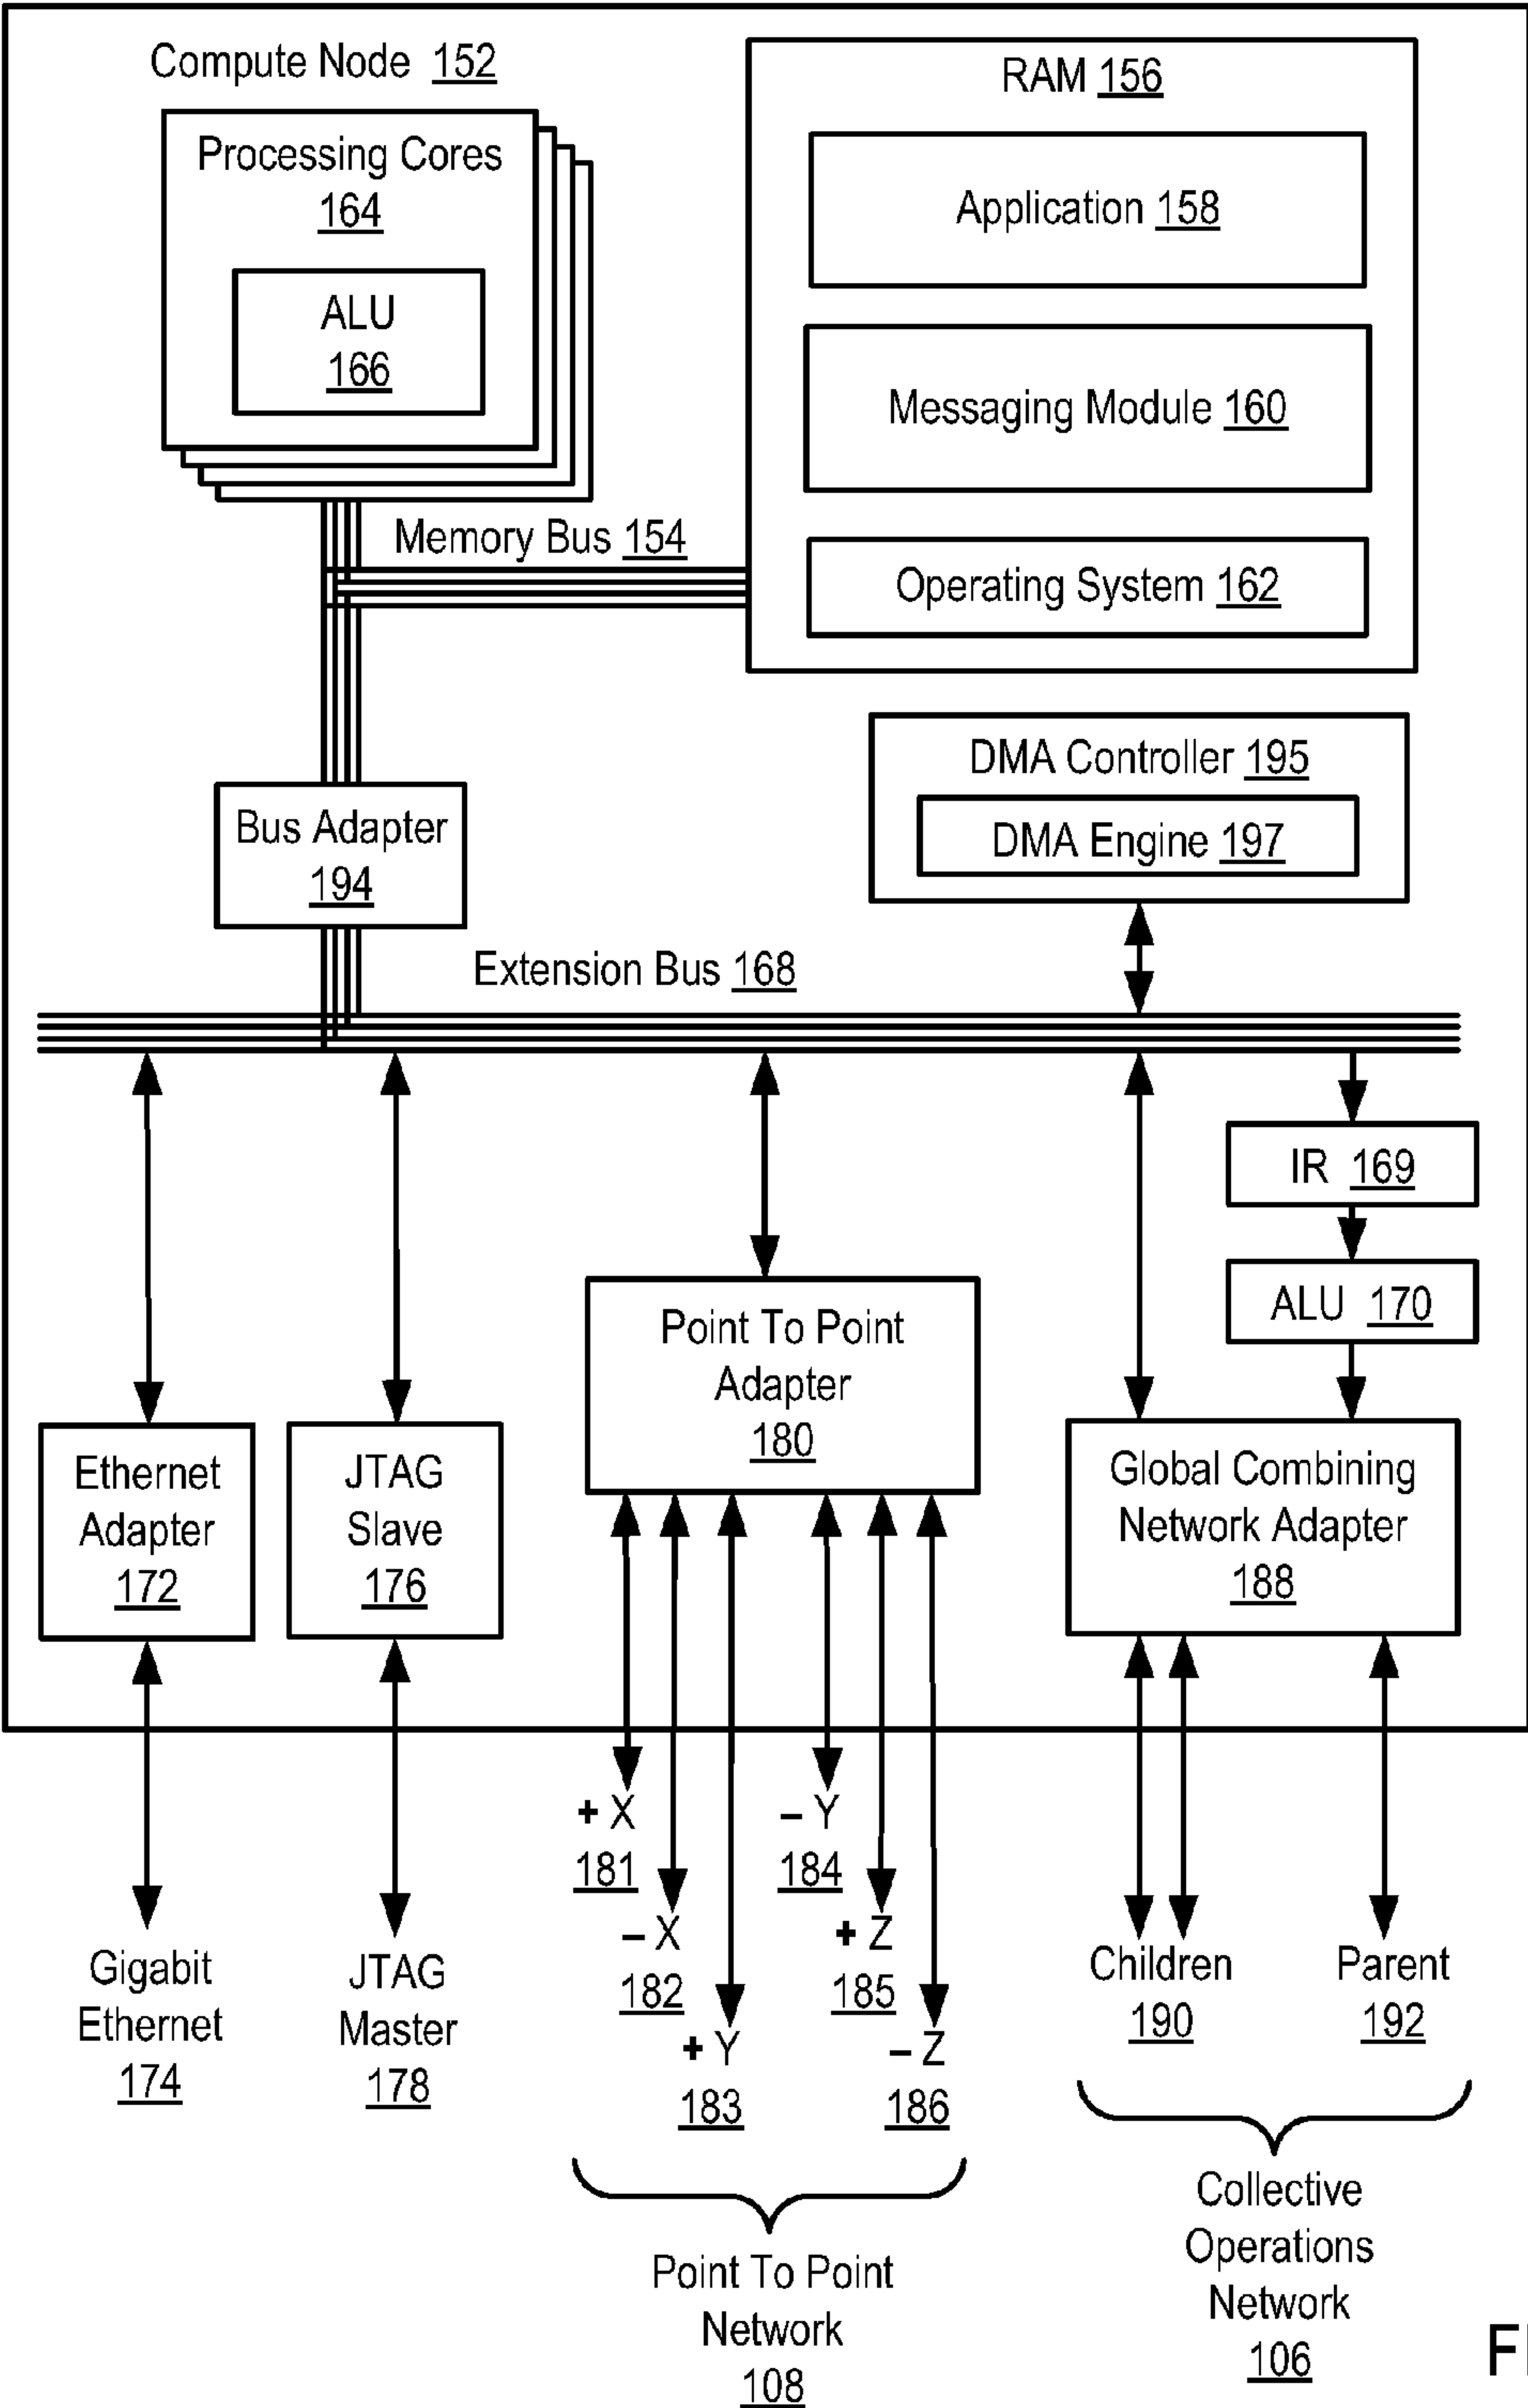 Compute Node 152
Processing Cores
164
ALU
166
RAM 156
Application 158
Messaging Module 160
Operating System 162
Memory Bus 154
DMA Controller 195
DMA Engine 197
Bus Adapter
194
Extension Bus 168
IR 169
ALU 170
Point To Point
Adapter
180
Ethernet
Adapter
172
JTAG
Slave
176
Global Combining
Network Adapter
188
+ X
181
– X
182
+ Y
183
– Y
184
+ Z
185
– Z
186
Gigabit
Ethernet
174
JTAG
Master
178
Children
190
Parent
192
Point To Point
Network
108
Collective
Operations
Network
106